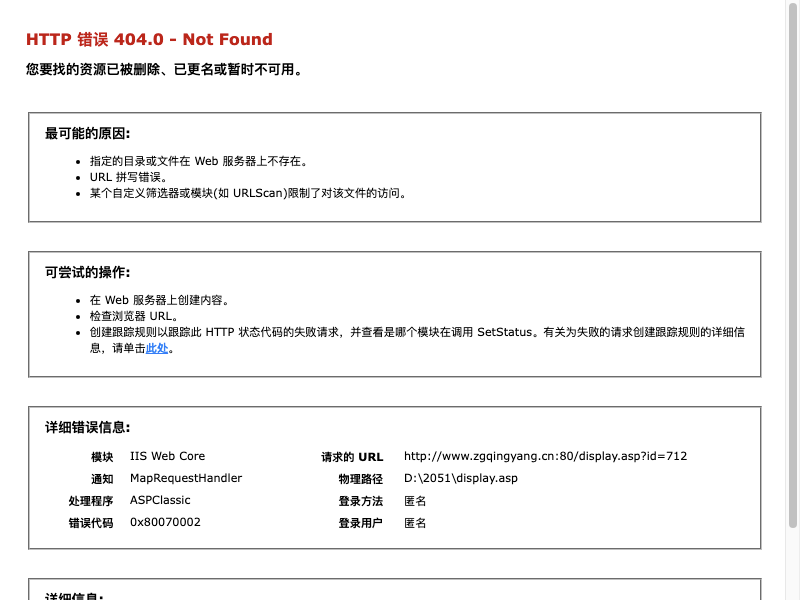 HTTP 错误 404.0 - Not Found
您要找的资源已被删除、已更名或暂时不可用。
最可能的原因:
指定的目录或文件在 Web 服务器上不存在。
URL 拼写错误。
某个自定义筛选器或模块(如 URLScan)限制了对该文件的访问。
可尝试的操作:
在 Web 服务器上创建内容。
检查浏览器 URL。
创建跟踪规则以跟踪此 HTTP 状态代码的失败请求，并查看是哪个模块在调用 SetStatus。有关为失败的请求创建跟踪规则的详细信
息，请单击此处。
详细错误信息:
模块 IIS Web Core 请求的 URL http://www.zgqingyang.cn:80/display.asp?id=712
通知 MapRequestHandler 物理路径 D:\2051\display.asp
处理程序 ASPClassic 登录方法 匿名
错误代码 0x80070002 登录用户 匿名
详细信息: